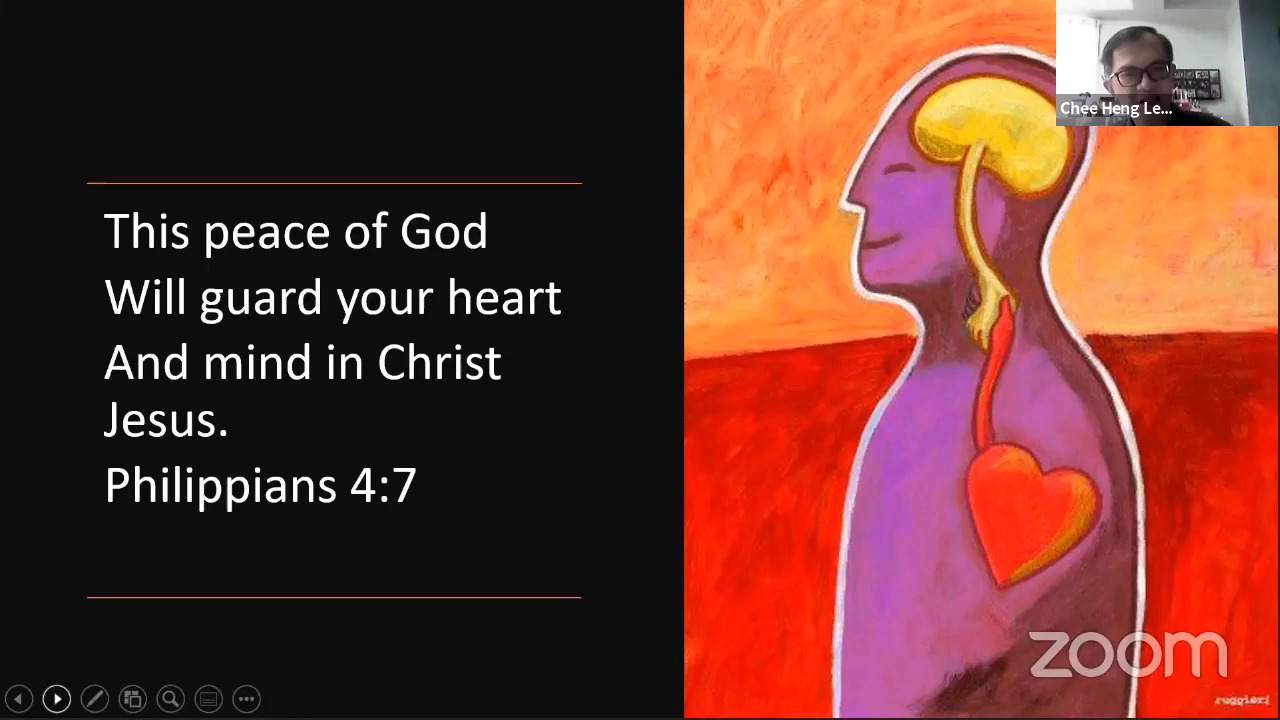 This peace of God
Will guard your heart
And mind in Christ
Jesus.
Philippians 4:7
Chee Heng Le...
zoom
ruggieri